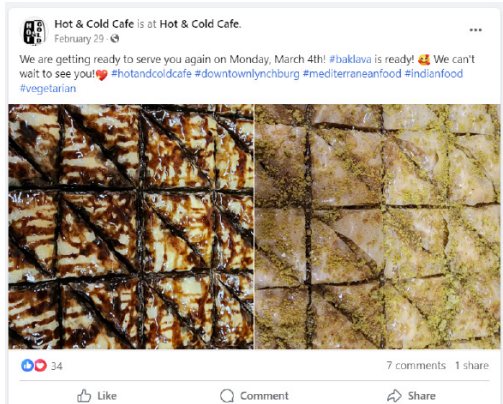 Hot & Cold Cafe is at Hot & Cold Cafe.
February 29 ·
We are getting ready to serve you again on Monday, March 4th! #baklava is ready! 🥰 We can't
wait to see you!💖 #hotandcoldcafe #downtownlynchburg #mediterraneanfood #indianfood
#vegetarian
34
7 comments 1 share
Like
Comment
Share